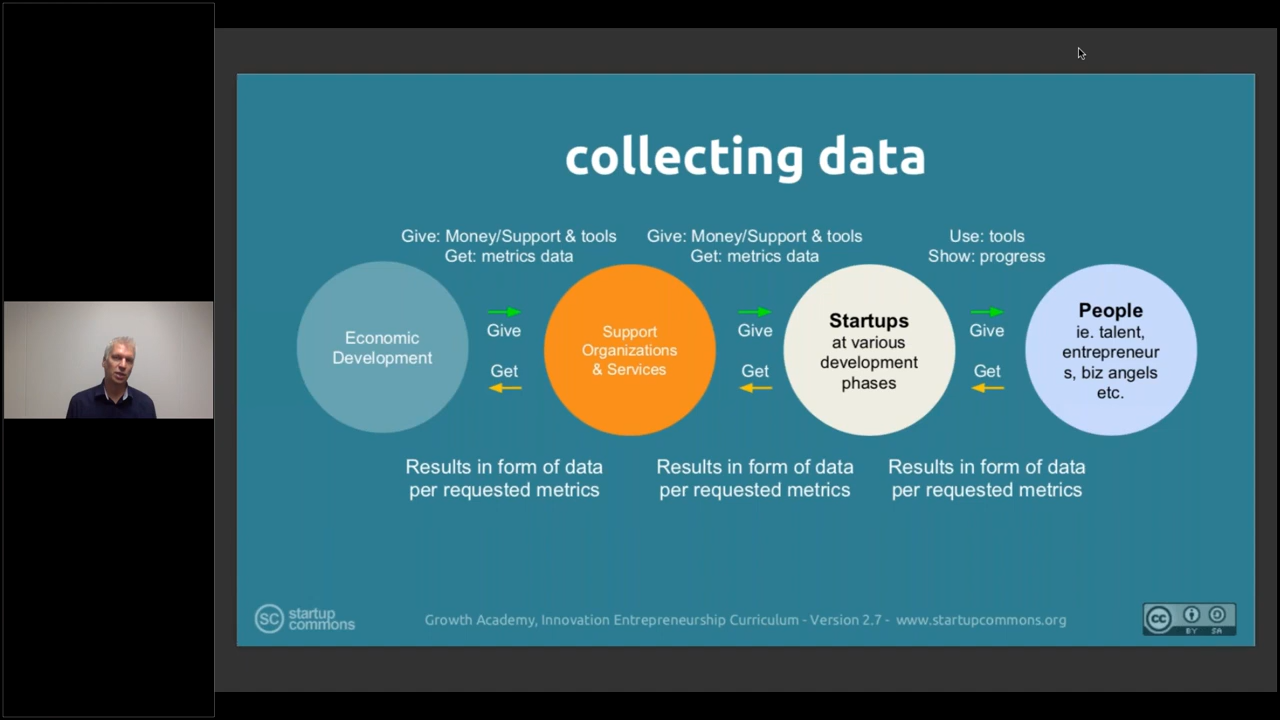 collecting data
Give: Money/Support & tools
Get: metrics data
Give: Money/Support & tools
Get: metrics data
Use: tools
Show: progress
Economic
Development
Give
Get
Support
Organizations
& Services
Give
Get
Startups
at various
development
phases
Give
Get
People
ie. talent,
entrepreneur
s, biz angels
etc.
Results in form of data
per requested metrics
Results in form of data
per requested metrics
Results in form of data
per requested metrics
SC startup
commons
Growth Academy, Innovation Entrepreneurship Curriculum - Version 2.7 - www.startupcommons.org
cc
BY SA